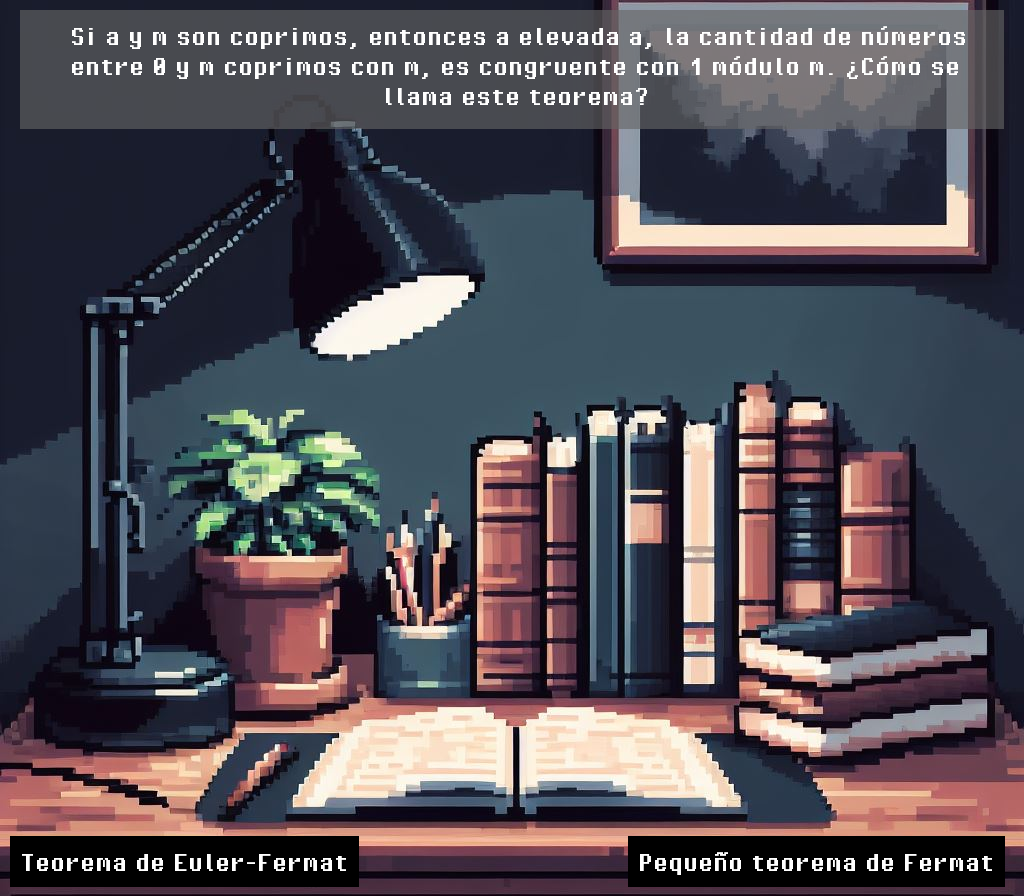 Si a y m son coprimos, entonces a elevada a, la cantidad de números
entre 0 y m coprimos con m, es congruente con 1 módulo m. ¿Cómo se
llama este teorema?
Teorema de Euler-Fermat
Pequeño teorema de Fermat